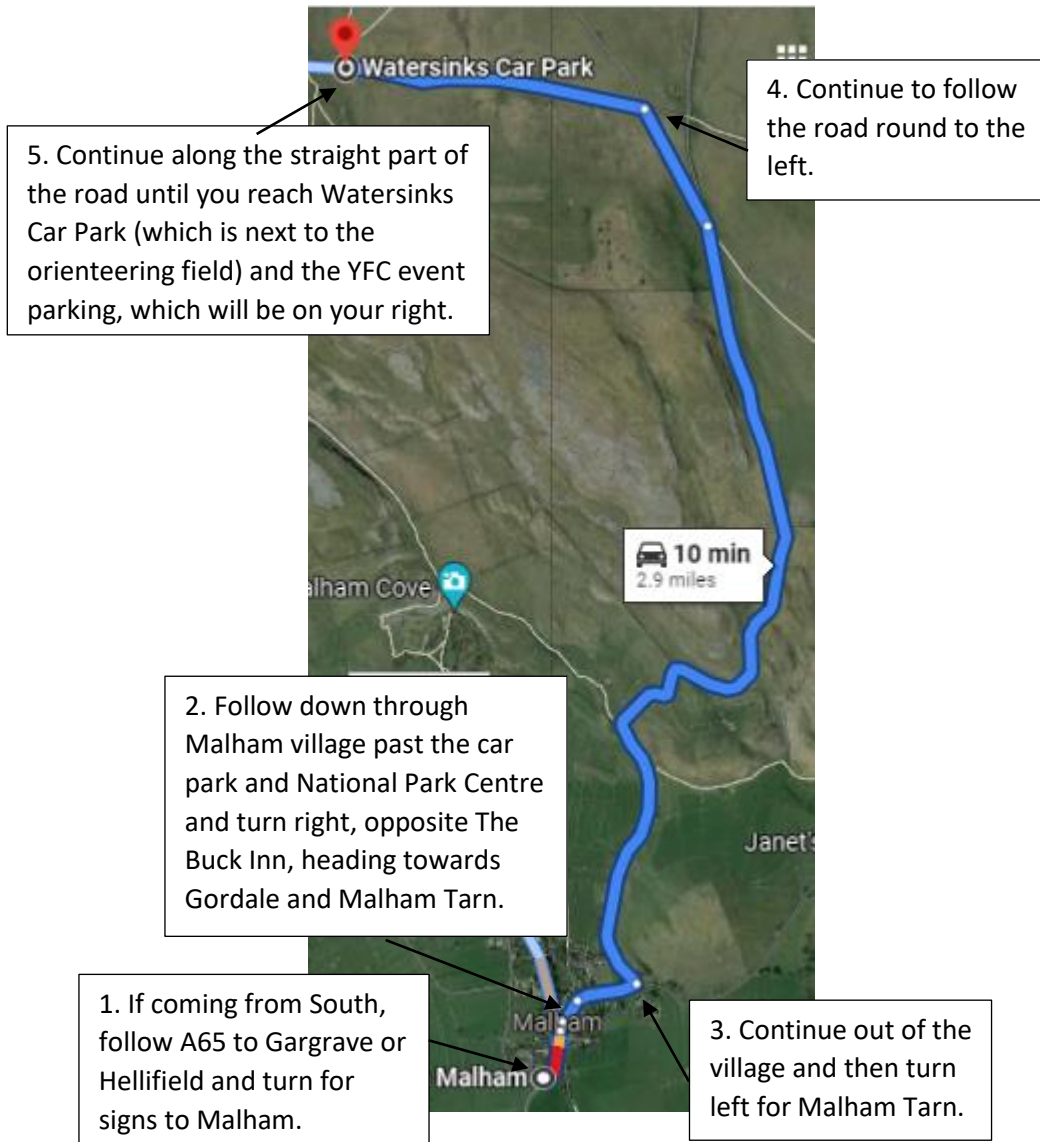 Watersinks Car Park
4. Continue to follow
the road round to the
left.
5. Continue along the straight part of
the road until you reach Watersinks
Car Park (which is next to the
orienteering field) and the YFC event
parking, which will be on your right.
10 min
2.9 miles
alham Cove
2. Follow down through
Malham village past the car
park and National Park Centre
and turn right, opposite The
Buck Inn, heading towards
Gordale and Malham Tarn.
Janet's
1. If coming from South,
follow A65 to Gargrave or
Hellifield and turn for
signs to Malham.
Malham
Malham
3. Continue out of the
village and then turn
left for Malham Tarn.